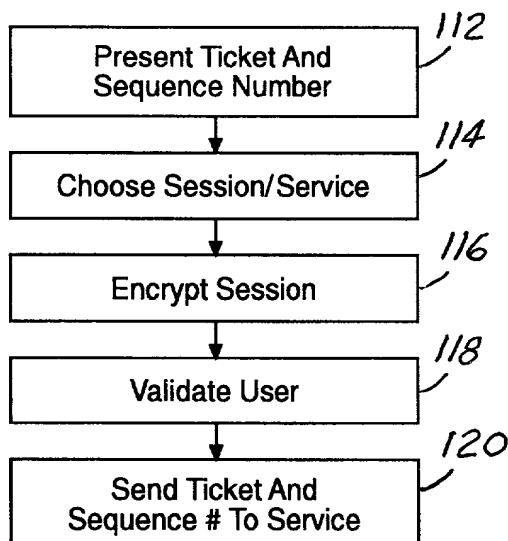 112
Present Ticket And
Sequence Number
114
Choose Session/Service
116
Encrypt Session
118
Validate User
120
Send Ticket And
Sequence # To Service